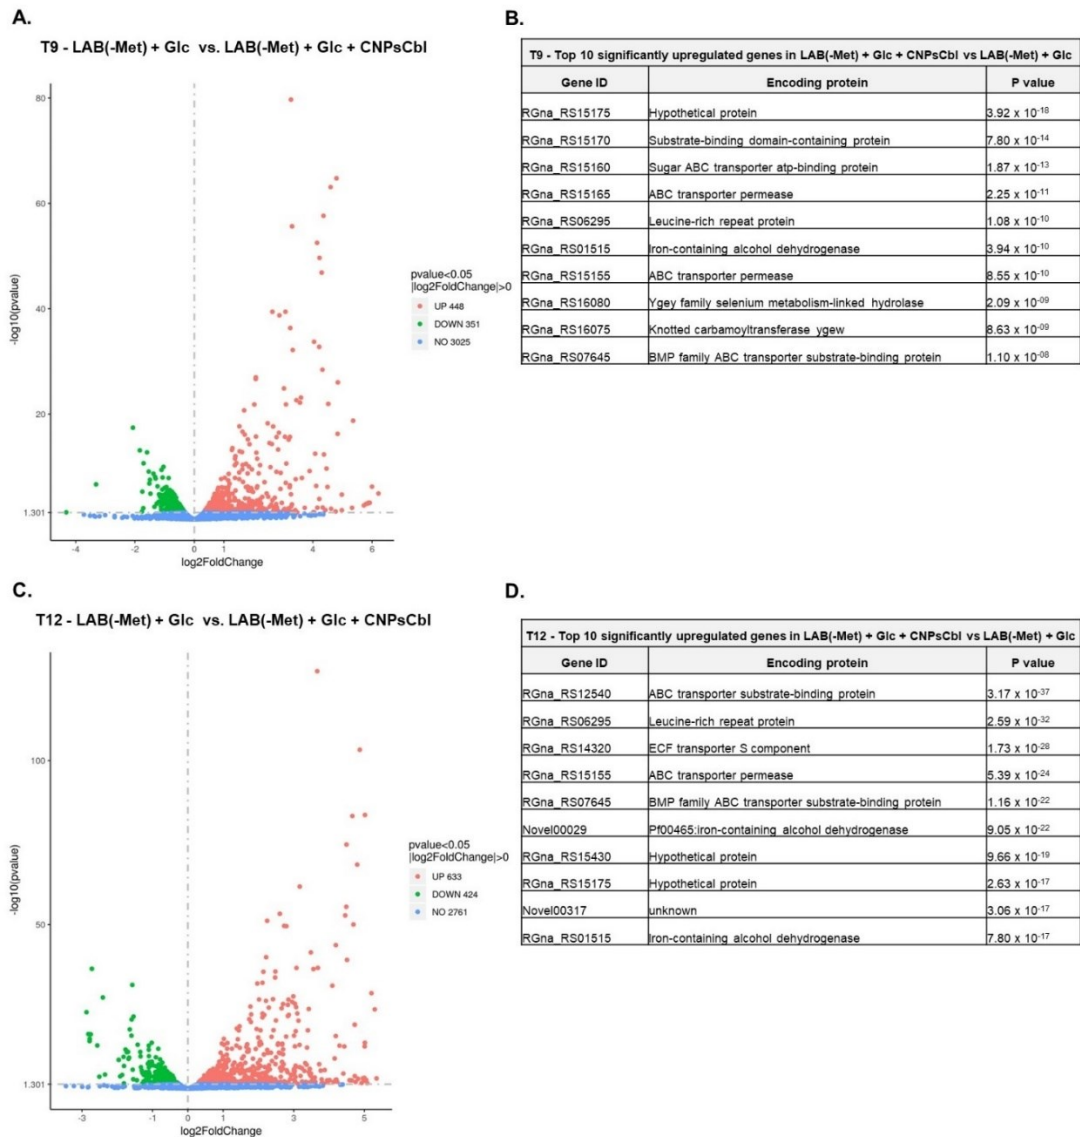 A.
T9 - LAB(-Met) + Glc vs. LAB(-Met) + Glc + CNPsCbl
80
60
40
20
1.301
-log10(pvalue)
-4 -2 0 1 2 4 6
log2FoldChange
pvalue<0.05
|log2FoldChange|>0
UP 448
DOWN 351
NO 3025
B.
T9 - Top 10 significantly upregulated genes in LAB(-Met) + Glc + CNPsCbl vs LAB(-Met) + Glc
Gene ID Encoding protein P value
RGna_RS15175 Hypothetical protein 3.92 x 10-18
RGna_RS15170 Substrate-binding domain-containing protein 7.80 x 10-14
RGna_RS15160 Sugar ABC transporter atp-binding protein 1.87 x 10-13
RGna_RS15165 ABC transporter permease 2.25 x 10-11
RGna_RS06295 Leucine-rich repeat protein 1.08 x 10-10
RGna_RS01515 Iron-containing alcohol dehydrogenase 3.94 x 10-10
RGna_RS15155 ABC transporter permease 8.55 x 10-10
RGna_RS16080 Ygey family selenium metabolism-linked hydrolase 2.09 x 10-09
RGna_RS16075 Knotted carbamoyltransferase ygew 8.63 x 10-09
RGna_RS07645 BMP family ABC transporter substrate-binding protein 1.10 x 10-08
C.
T12 - LAB(-Met) + Glc vs. LAB(-Met) + Glc + CNPsCbl
100
50
1.301
-log10(pvalue)
-3 -1 0 1 3 5
log2FoldChange
pvalue<0.05
|log2FoldChange|>0
UP 633
DOWN 424
NO 2761
D.
T12 - Top 10 significantly upregulated genes in LAB(-Met) + Glc + CNPsCbl vs LAB(-Met) + Glc
Gene ID Encoding protein P value
RGna_RS12540 ABC transporter substrate-binding protein 3.17 x 10-37
RGna_RS06295 Leucine-rich repeat protein 2.59 x 10-32
RGna_RS14320 ECF transporter S component 1.73 x 10-28
RGna_RS15155 ABC transporter permease 5.39 x 10-24
RGna_RS07645 BMP family ABC transporter substrate-binding protein 1.16 x 10-22
Novel00029 Pf00465:iron-containing alcohol dehydrogenase 9.05 x 10-22
RGna_RS15430 Hypothetical protein 9.66 x 10-19
RGna_RS15175 Hypothetical protein 2.63 x 10-17
Novel00317 unknown 3.06 x 10-17
RGna_RS01515 Iron-containing alcohol dehydrogenase 7.80 x 10-17